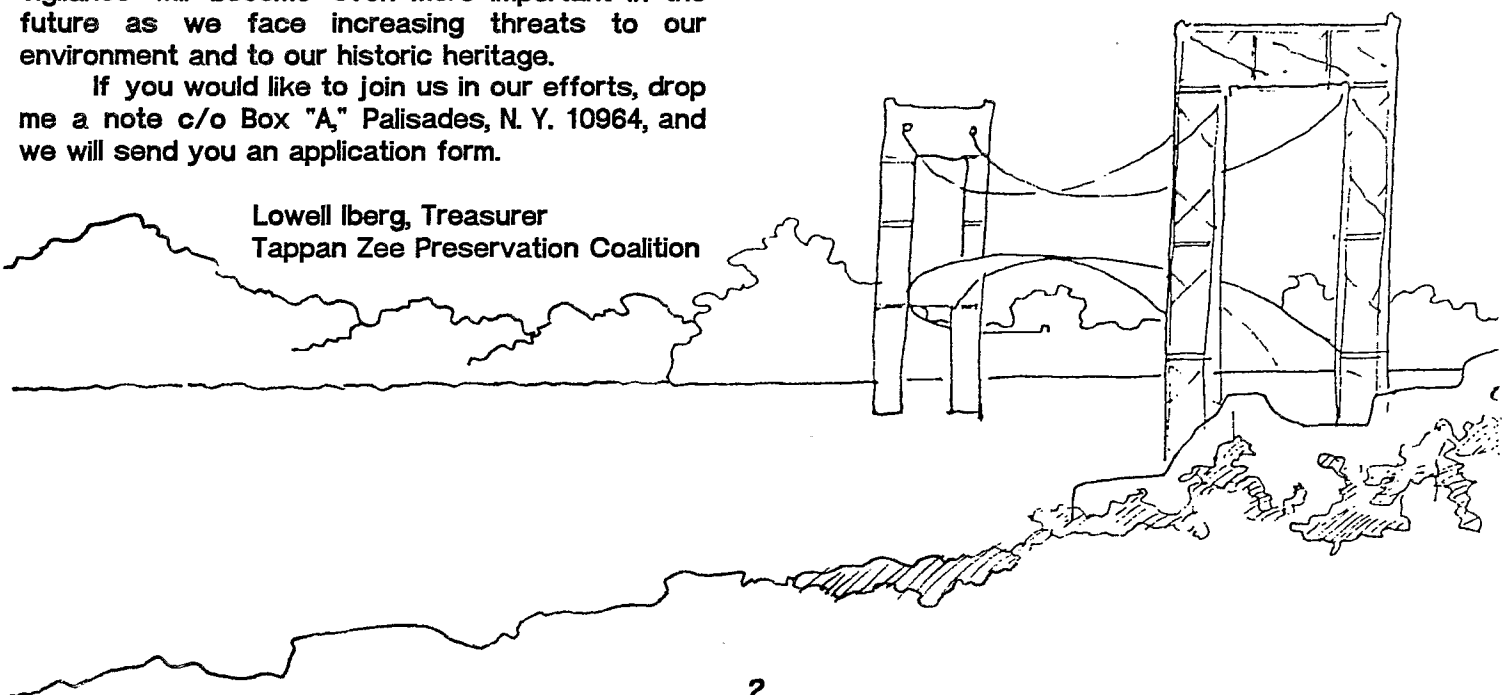 vigilance will become even more important in the
future as we face increasing threats to our
environment and to our historic heritage.
If you would like to join us in our efforts, drop
me a note c/o Box "A," Palisades, N. Y. 10964, and
we will send you an application form.
Lowell Iberg, Treasurer
Tappan Zee Preservation Coalition
2